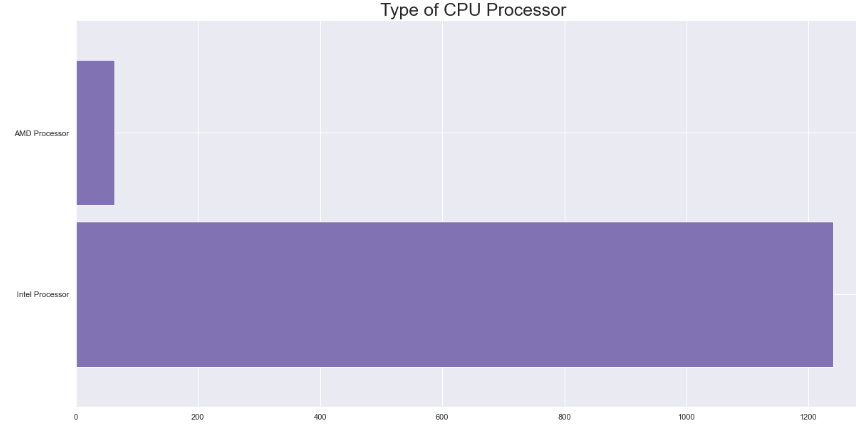 Type of CPU Processor
AMD Processor
Intel Processor
0 200 400 600 800 1000 1200